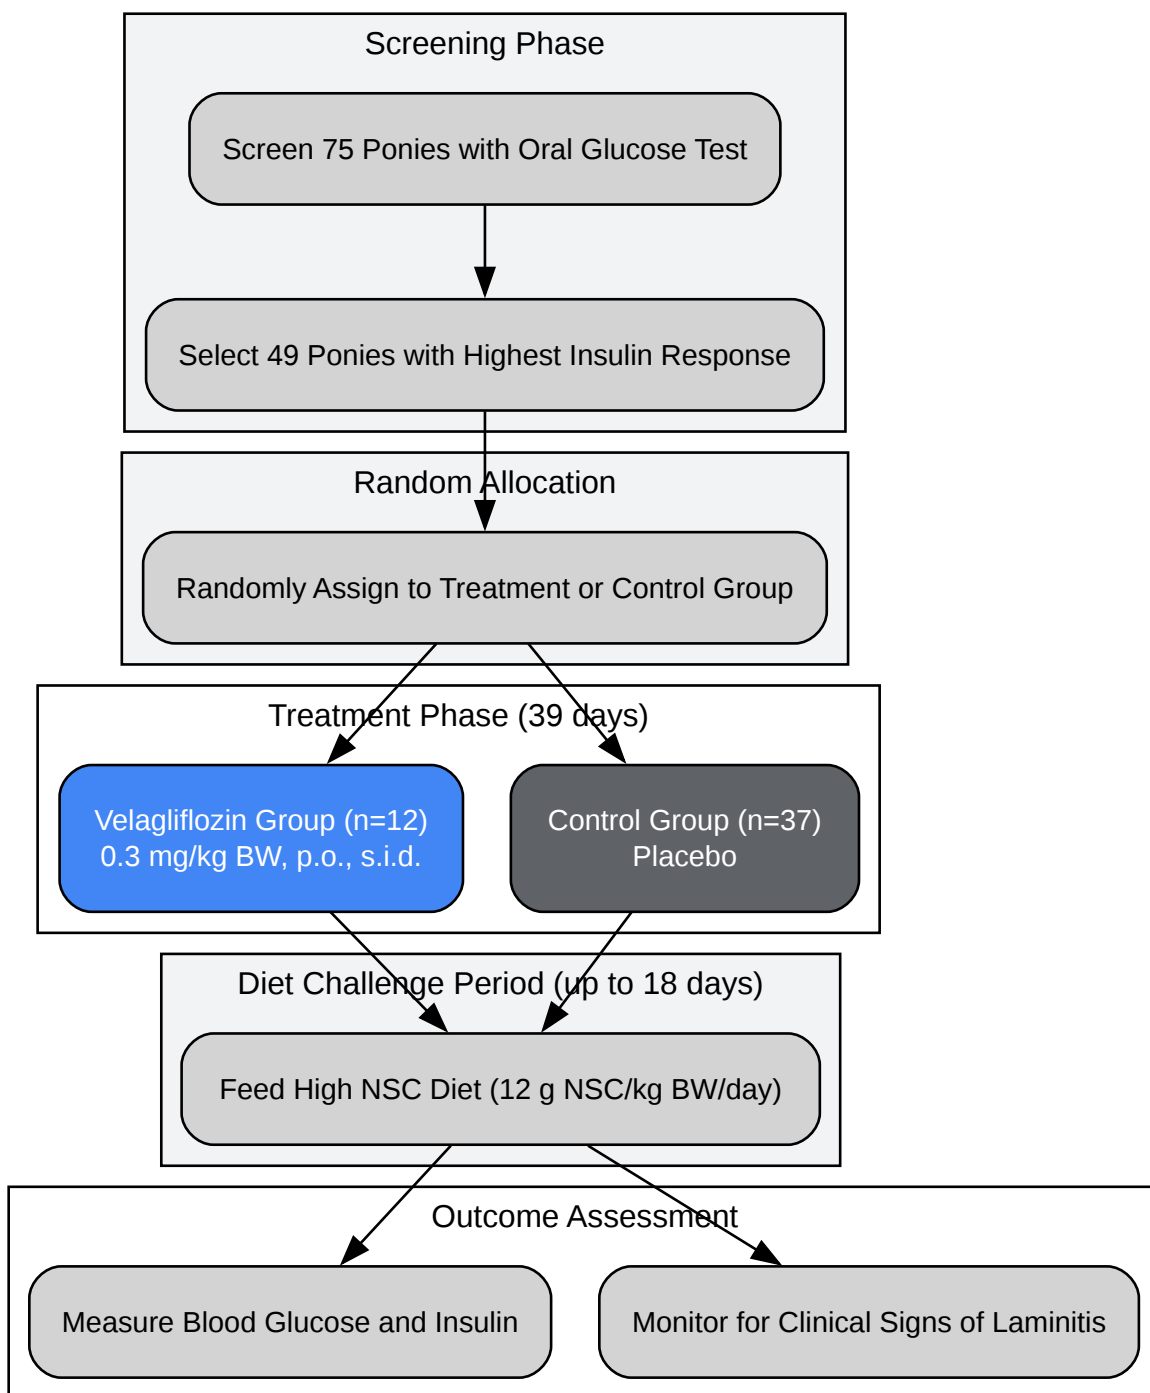 Screening Phase
Screen 75 Ponies with Oral Glucose Test
Select 49 Ponies with Highest Insulin Response
Random Allocation
Randomly Assign to Treatment or Control Group
Treatment Phase (39 days)
Velagliflozin Group (n=12)
0.3 mg/kg BW, p.o., s.i.d.
Control Group (n=37)
Placebo
Diet Challenge Period (up to 18 days)
Feed High NSC Diet (12 g NSC/kg BW/day)
Outcome Assessment
Measure Blood Glucose and Insulin
Monitor for Clinical Signs of Laminitis